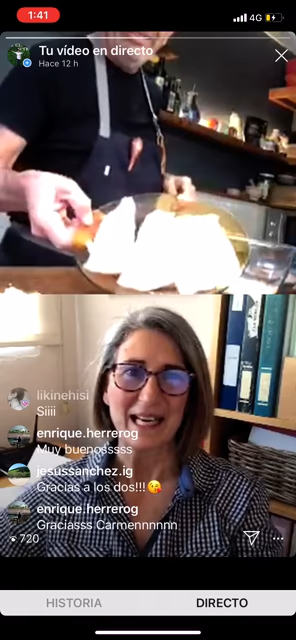 1:41
4G
Tu vídeo en directo
Hace 12 h
likinehisi
Siiii
enrique.herrerog
Muy buenosssss
jesussanchez.ig
Gracias a los dos!!!😘
enrique.herrerog
Graciasss Carmennnnnn
720
HISTORIA
DIRECTO